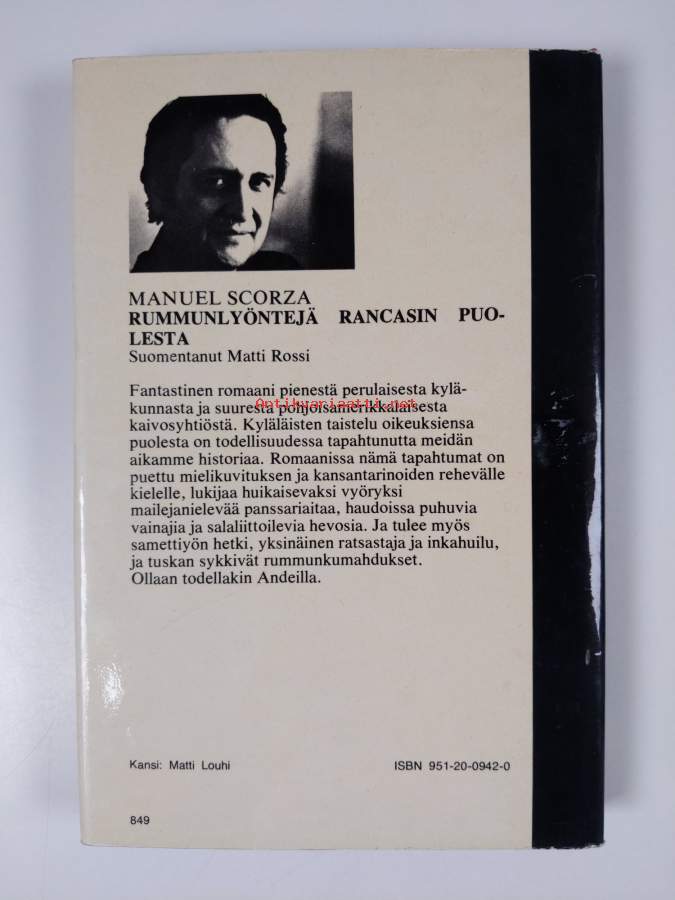 MANUEL SCORZA
RUMMUNLYÖNTEJÄ RANCASIN PUO-
LESTA
Suomentanut Matti Rossi
Fantastinen romaani pienestä perulaisesta kylä-
kunnasta ja suuresta pohjoisamerikkalaisesta
Antikvariaatti.net
kaivosyhtiöstä. Kyläläisten taistelu oikeuksiensa
puolesta on todellisuudessa tapahtunutta meidän
aikamme historiaa. Romaanissa nämä tapahtumat on
puettu mielikuvituksen ja kansantarinoiden rehevälle
kielelle, lukijaa huikaisevaksi vyöryksi
mailejanielevää panssariaitaa, haudoissa puhuvia
vainajia ja salaliittoilevia hevosia. Ja tulee myös
samettiyön hetki, yksinäinen ratsastaja ja inkahuilu,
ja tuskan sykkivät rummunkumahdukset.
Ollaan todellakin Andeilla.
Kansi: Matti Louhi
ISBN 951-20-0942-0
849